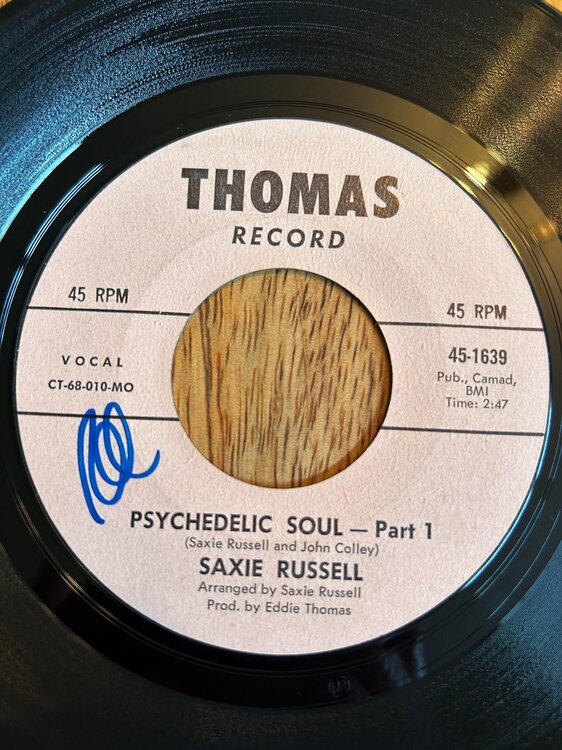 THOMAS
RECORD
45 RPM
45 RPM
VOCAL
CT-68-010-MO
45-1639
Pub., Camad,
BMI
Time: 2:47
PSYCHEDELIC SOUL — Part 1
(Saxie Russell and John Colley)
SAXIE RUSSELL
Arranged by Saxie Russell
Prod. by Eddie Thomas